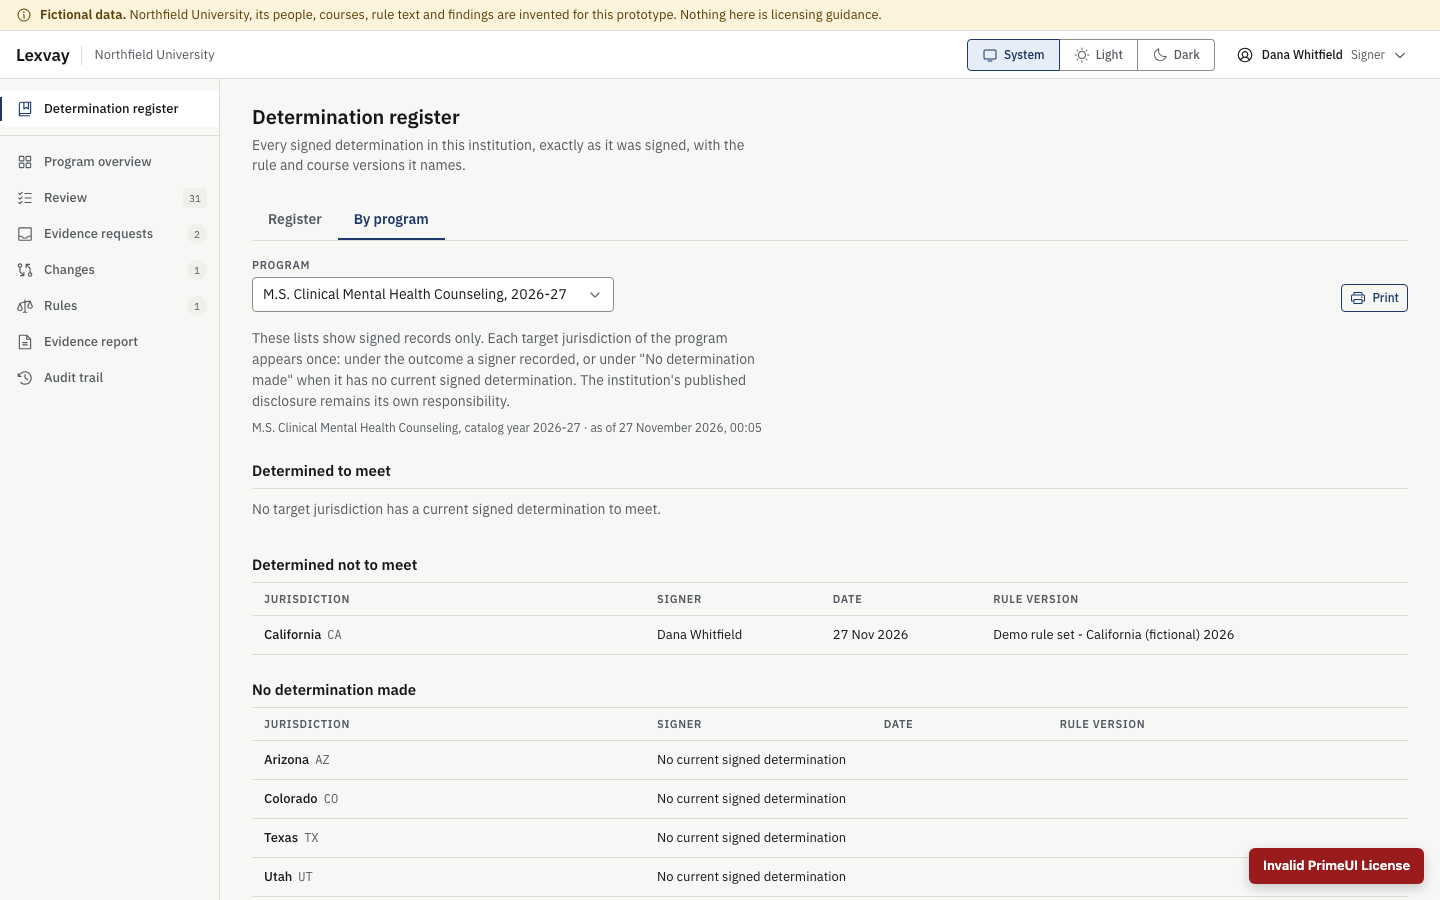 Fictional data. Northfield University, its people, courses, rule text and findings are invented for this prototype. Nothing here is licensing guidance.
Lexvay
Northfield University
System
Light
Dark
Dana Whitfield Signer
Determination register
Program overview
Review 31
Evidence requests 2
Changes 1
Rules 1
Evidence report
Audit trail
Determination register
Every signed determination in this institution, exactly as it was signed, with the
rule and course versions it names.
Register
By program
PROGRAM
M.S. Clinical Mental Health Counseling, 2026-27
Print
These lists show signed records only. Each target jurisdiction of the program
appears once: under the outcome a signer recorded, or under "No determination
made" when it has no current signed determination. The institution's published
disclosure remains its own responsibility.
M.S. Clinical Mental Health Counseling, catalog year 2026-27 · as of 27 November 2026, 00:05
Determined to meet
No target jurisdiction has a current signed determination to meet.
Determined not to meet
JURISDICTION SIGNER DATE RULE VERSION
California CA Dana Whitfield 27 Nov 2026 Demo rule set - California (fictional) 2026
No determination made
JURISDICTION SIGNER DATE RULE VERSION
Arizona AZ No current signed determination
Colorado CO No current signed determination
Texas TX No current signed determination
Utah UT No current signed determination
Invalid PrimeUI License